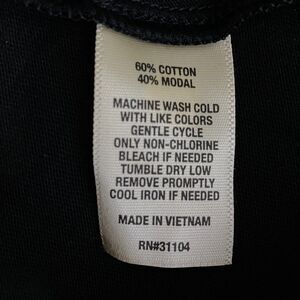 60% COTTON
40% MODAL
MACHINE WASH COLD
WITH LIKE COLORS
GENTLE CYCLE
ONLY NON-CHLORINE
BLEACH IF NEEDED
TUMBLE DRY LOW
REMOVE PROMPTLY
COOL IRON IF NEEDED
MADE IN VIETNAM
RN#31104